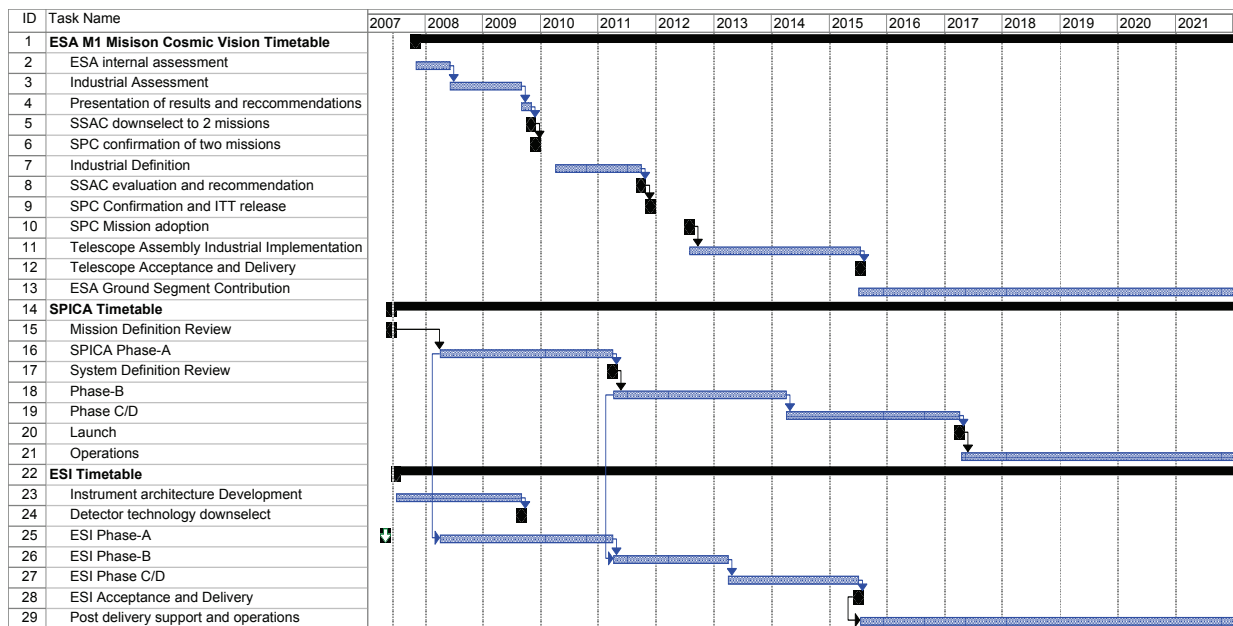 ID Task Name 2007 2008 2009 2010 2011 2012 2013 2014 2015 2016 2017 2018 2019 2020 2021
1 ESA M1 Misison Cosmic Vision Timetable
2 ESA internal assessment
3 Industrial Assessment
4 Presentation of results and reccommendations
5 SSAC downselect to 2 missions
6 SPC confirmation of two missions
7 Industrial Definition
8 SSAC evaluation and recommendation
9 SPC Confirmation and ITT release
10 SPC Mission adoption
11 Telescope Assembly Industrial Implementation
12 Telescope Acceptance and Delivery
13 ESA Ground Segment Contribution
14 SPICA Timetable
15 Mission Definition Review
16 SPICA Phase-A
17 System Definition Review
18 Phase-B
19 Phase C/D
20 Launch
21 Operations
22 ESI Timetable
23 Instrument architecture Development
24 Detector technology downselect
25 ESI Phase-A
26 ESI Phase-B
27 ESI Phase C/D
28 ESI Acceptance and Delivery
29 Post delivery support and operations